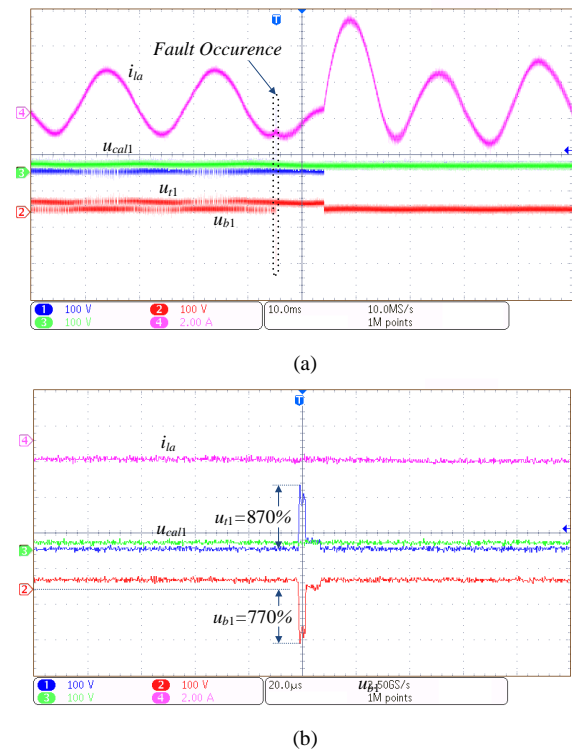 T
Fault Occurence
i_la
4
u_cal1
3
u_t1
2
u_b1
1 100 V 2 100 V 10.0ms 10.0MS/s
3 100 V 4 2.00 A 1M points
(a)
T
4
i_la
u_t1=870%
u_cal1
3
2
u_b1=770%
1 100 V 2 100 V 20.0µs u_b1 .50GS/s
3 100 V 4 2.00 A 1M points
(b)